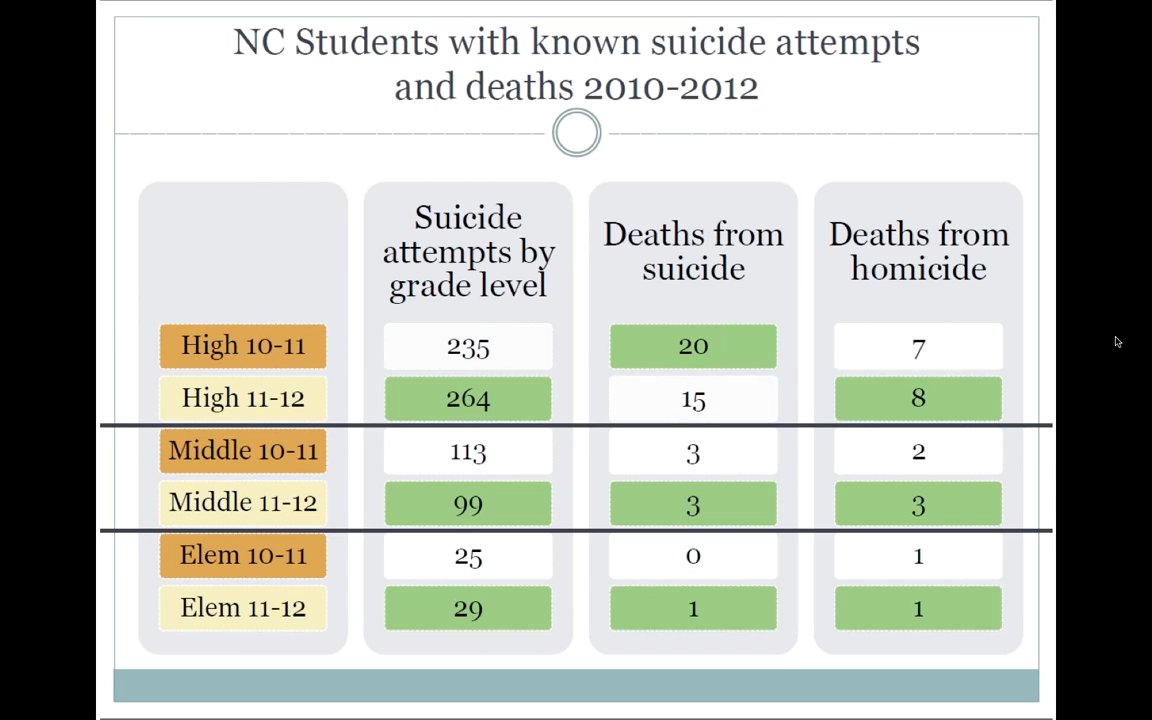 NC Students with known suicide attempts
and deaths 2010-2012
Suicide
attempts by
grade level
Deaths from
suicide
Deaths from
homicide
High 10-11 235 20 7
High 11-12 264 15 8
Middle 10-11 113 3 2
Middle 11-12 99 3 3
Elem 10-11 25 0 1
Elem 11-12 29 1 1